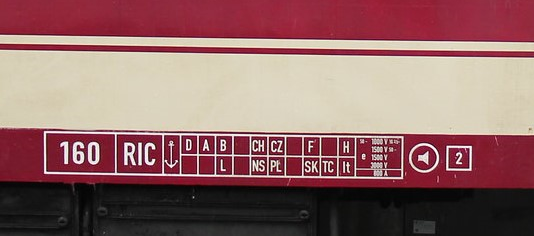 160 RIC D A B CH CZ F H
L NS PL SK TC It
e
1000 V
1500 V
1500 V
3000 V
800 A
2